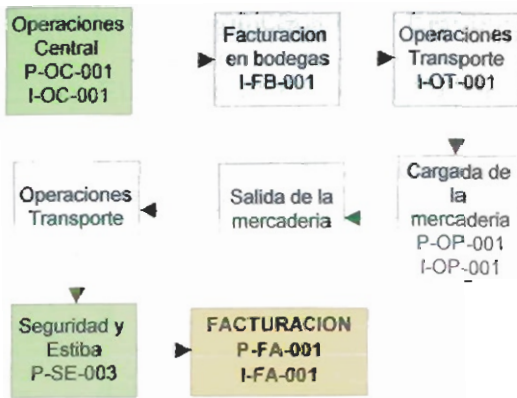 Operaciones
Central
P-OC-001
I-OC-001
Facturacion
en bodegas
I-FB-001
Operaciones
Transporte
I-OT-001
Operaciones
Transporte
Salida de la
mercaderia
Cargada de
la
mercaderia
P-OP-001
I-OP-001
Seguridad y
Estiba
P-SE-003
FACTURACION
P-FA-001
I-FA-001